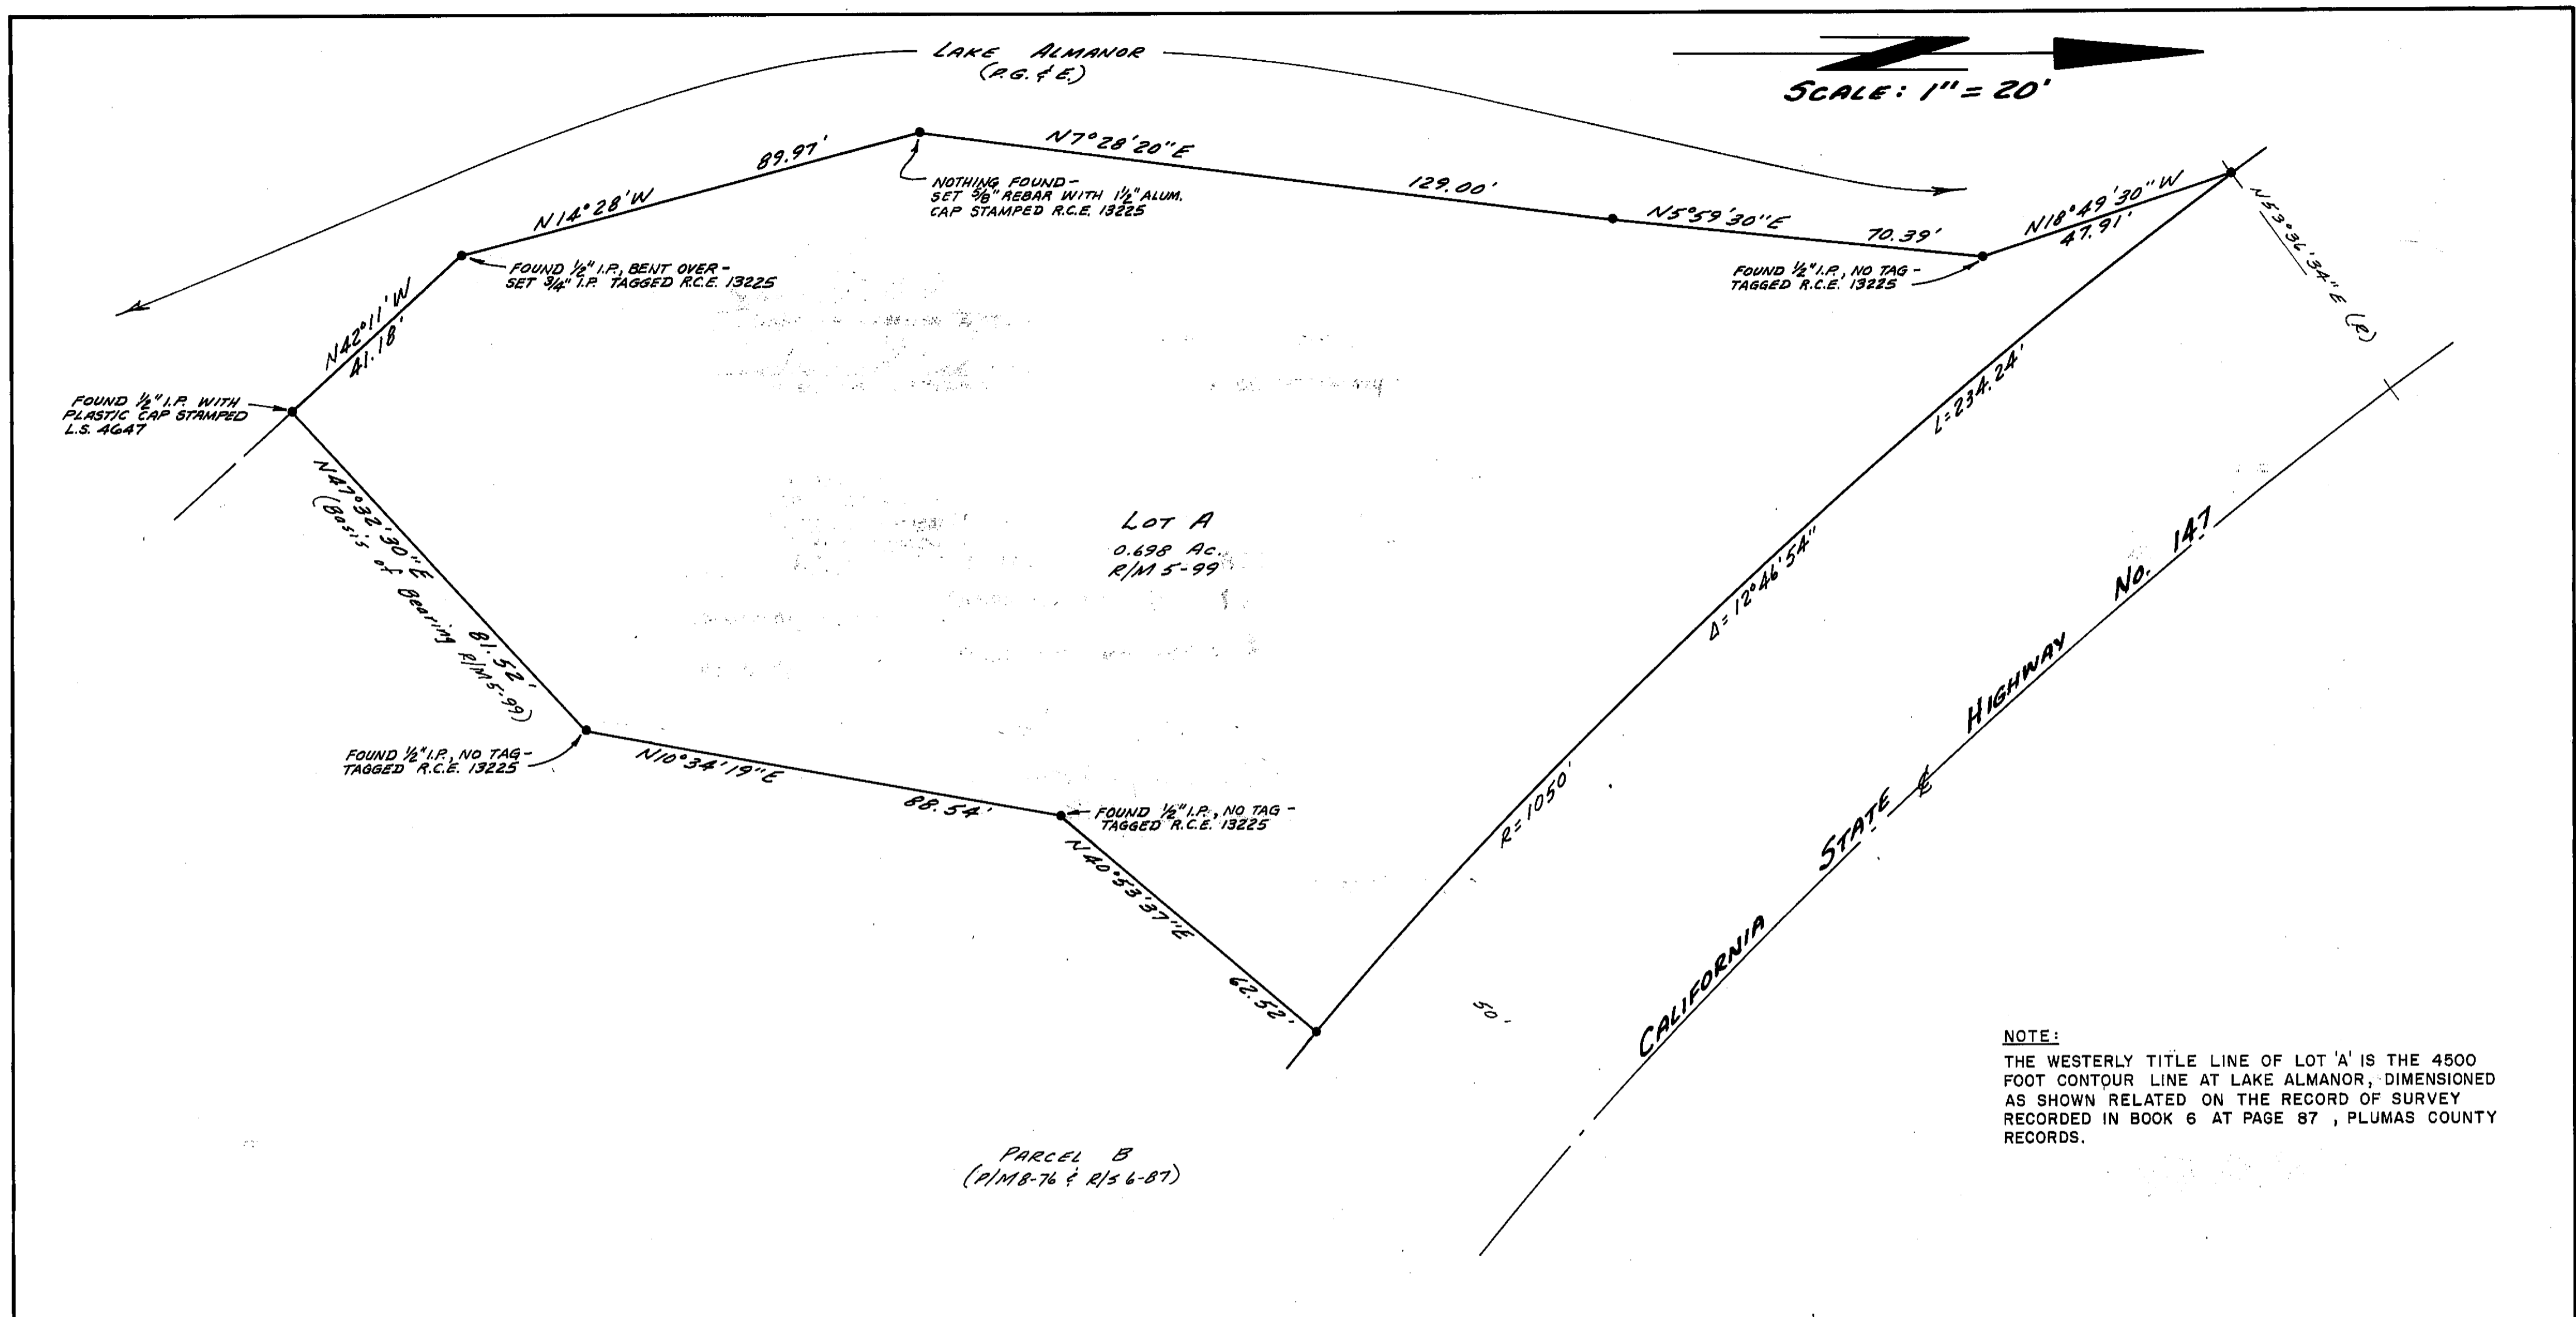 LAKE ALMANOR
(P.G. & E.)
SCALE: 1" = 20'
N14°28'W
89.97'
N7°28'20"E
129.00'
N5°59'30"E
70.39'
N18°49'30"W
47.91'
N53°36'34"E (R)
NOTHING FOUND-
SET 5/8" REBAR WITH 1 1/2" ALUM.
CAP STAMPED R.C.E. 13225
FOUND 1/2" I.P., BENT OVER-
SET 3/4" I.P. TAGGED R.C.E. 13225
FOUND 1/2" I.P., NO TAG-
TAGGED R.C.E. 13225
N42°11'W
41.18'
FOUND 1/2" I.P. WITH
PLASTIC CAP STAMPED
L.S. 4647
N47°32'30"E
81.52'
(Basis of Bearing R/M 5-99)
LOT A
0.698 Ac.
R/M 5-99
L=234.24'
Δ=12°46'54"
R=1050'
FOUND 1/2" I.P., NO TAG-
TAGGED R.C.E. 13225
N10°34'19"E
88.54'
FOUND 1/2" I.P., NO TAG-
TAGGED R.C.E. 13225
N40°53'37"E
62.52'
50'
CALIFORNIA STATE HIGHWAY No. 147
℄
PARCEL B
(P/M 8-76 & R/S 6-87)
NOTE:
THE WESTERLY TITLE LINE OF LOT 'A' IS THE 4500
FOOT CONTOUR LINE AT LAKE ALMANOR, DIMENSIONED
AS SHOWN RELATED ON THE RECORD OF SURVEY
RECORDED IN BOOK 6 AT PAGE 87 , PLUMAS COUNTY
RECORDS.